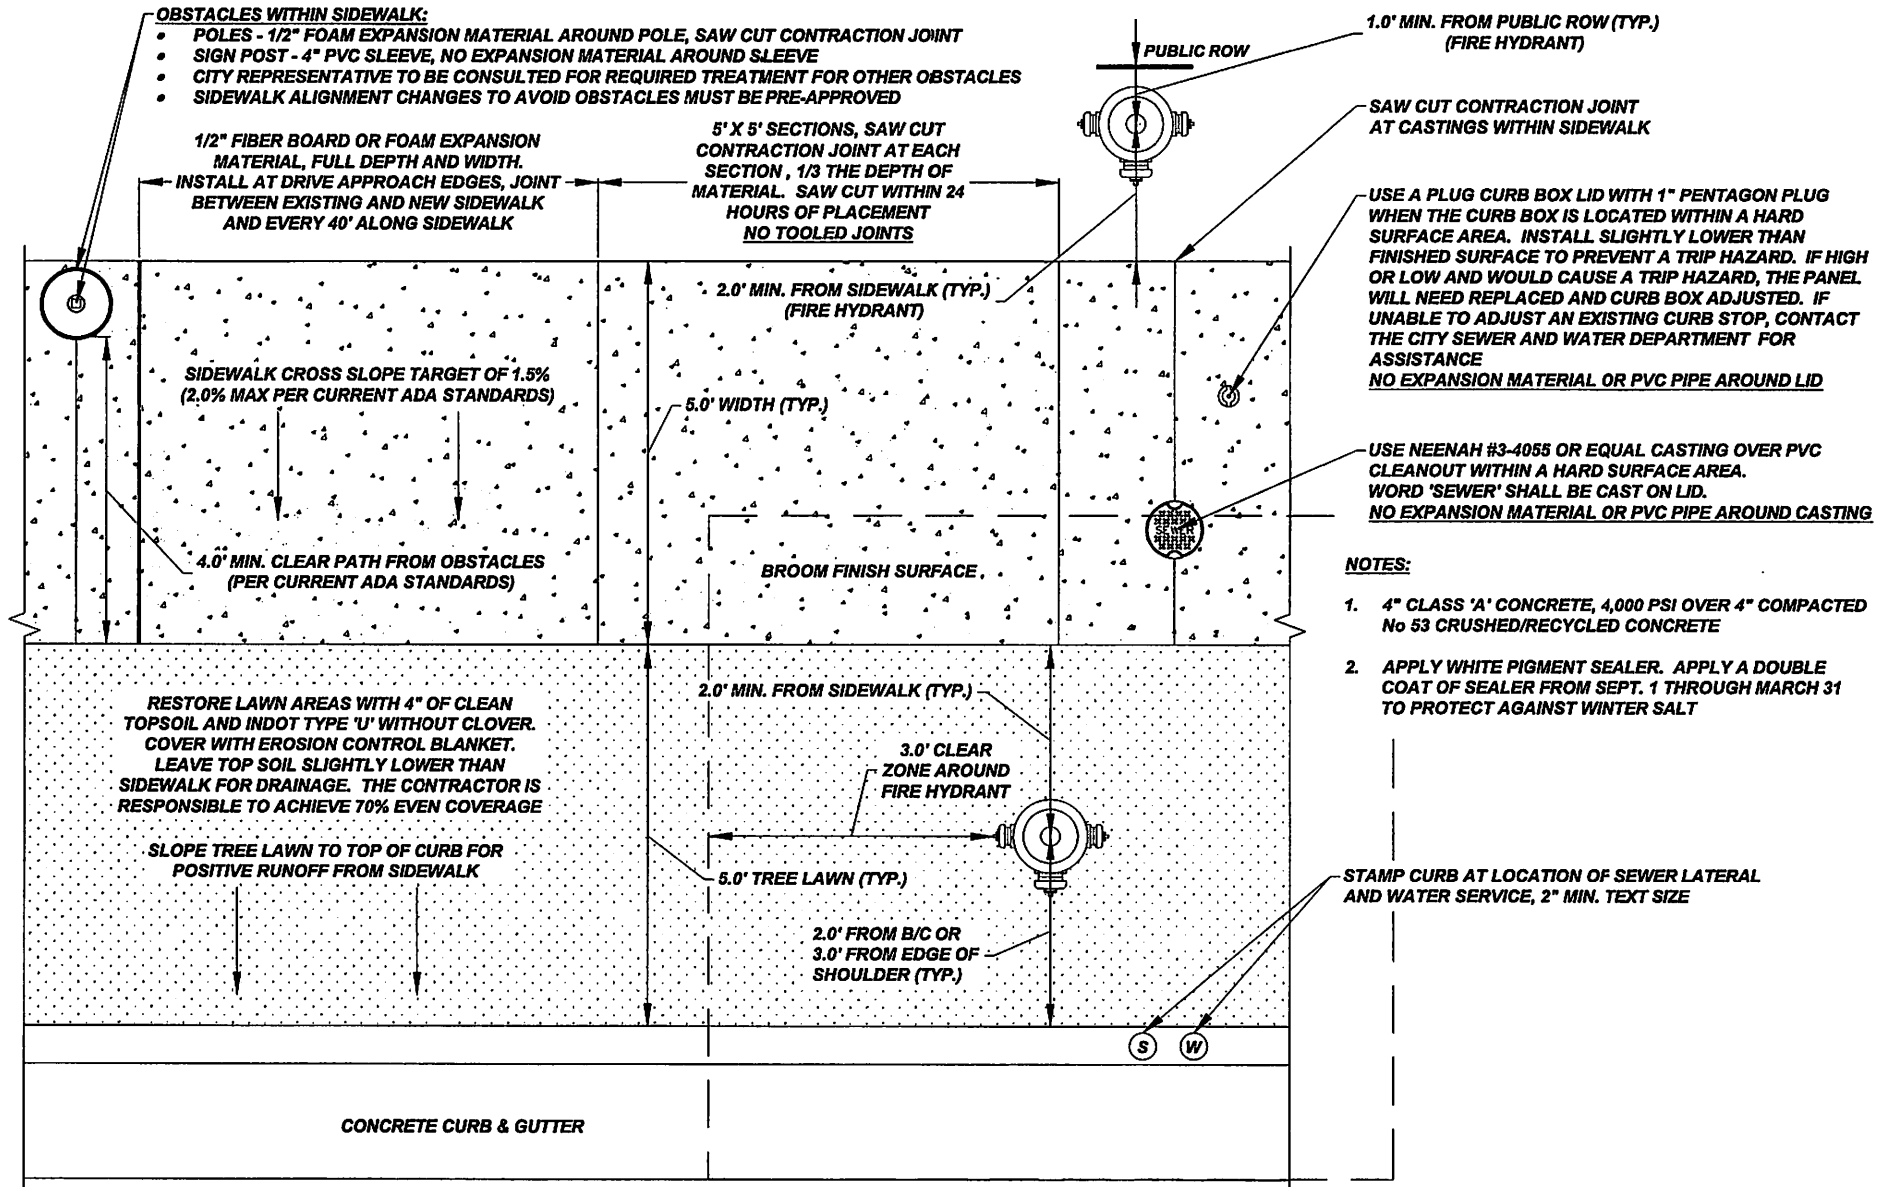 OBSTACLES WITHIN SIDEWALK:
• POLES - 1/2" FOAM EXPANSION MATERIAL AROUND POLE, SAW CUT CONTRACTION JOINT
• SIGN POST - 4" PVC SLEEVE, NO EXPANSION MATERIAL AROUND SLEEVE
• CITY REPRESENTATIVE TO BE CONSULTED FOR REQUIRED TREATMENT FOR OTHER OBSTACLES
• SIDEWALK ALIGNMENT CHANGES TO AVOID OBSTACLES MUST BE PRE-APPROVED
1/2" FIBER BOARD OR FOAM EXPANSION
MATERIAL, FULL DEPTH AND WIDTH.
INSTALL AT DRIVE APPROACH EDGES, JOINT
BETWEEN EXISTING AND NEW SIDEWALK
AND EVERY 40' ALONG SIDEWALK
5' X 5' SECTIONS, SAW CUT
CONTRACTION JOINT AT EACH
SECTION , 1/3 THE DEPTH OF
MATERIAL. SAW CUT WITHIN 24
HOURS OF PLACEMENT
NO TOOLED JOINTS
PUBLIC ROW
1.0' MIN. FROM PUBLIC ROW (TYP.)
(FIRE HYDRANT)
SAW CUT CONTRACTION JOINT
AT CASTINGS WITHIN SIDEWALK
USE A PLUG CURB BOX LID WITH 1" PENTAGON PLUG
WHEN THE CURB BOX IS LOCATED WITHIN A HARD
SURFACE AREA. INSTALL SLIGHTLY LOWER THAN
FINISHED SURFACE TO PREVENT A TRIP HAZARD. IF HIGH
OR LOW AND WOULD CAUSE A TRIP HAZARD, THE PANEL
WILL NEED REPLACED AND CURB BOX ADJUSTED. IF
UNABLE TO ADJUST AN EXISTING CURB STOP, CONTACT
THE CITY SEWER AND WATER DEPARTMENT FOR
ASSISTANCE
NO EXPANSION MATERIAL OR PVC PIPE AROUND LID
2.0' MIN. FROM SIDEWALK (TYP.)
(FIRE HYDRANT)
SIDEWALK CROSS SLOPE TARGET OF 1.5%
(2.0% MAX PER CURRENT ADA STANDARDS)
5.0' WIDTH (TYP.)
USE NEENAH #3-4055 OR EQUAL CASTING OVER PVC
CLEANOUT WITHIN A HARD SURFACE AREA.
WORD 'SEWER' SHALL BE CAST ON LID.
NO EXPANSION MATERIAL OR PVC PIPE AROUND CASTING
SEWER
4.0' MIN. CLEAR PATH FROM OBSTACLES
(PER CURRENT ADA STANDARDS)
BROOM FINISH SURFACE
NOTES:
1. 4" CLASS 'A' CONCRETE, 4,000 PSI OVER 4" COMPACTED
No 53 CRUSHED/RECYCLED CONCRETE
2. APPLY WHITE PIGMENT SEALER. APPLY A DOUBLE
COAT OF SEALER FROM SEPT. 1 THROUGH MARCH 31
TO PROTECT AGAINST WINTER SALT
RESTORE LAWN AREAS WITH 4" OF CLEAN
TOPSOIL AND INDOT TYPE 'U' WITHOUT CLOVER.
COVER WITH EROSION CONTROL BLANKET.
LEAVE TOP SOIL SLIGHTLY LOWER THAN
SIDEWALK FOR DRAINAGE. THE CONTRACTOR IS
RESPONSIBLE TO ACHIEVE 70% EVEN COVERAGE
2.0' MIN. FROM SIDEWALK (TYP.)
3.0' CLEAR
ZONE AROUND
FIRE HYDRANT
SLOPE TREE LAWN TO TOP OF CURB FOR
POSITIVE RUNOFF FROM SIDEWALK
5.0' TREE LAWN (TYP.)
2.0' FROM B/C OR
3.0' FROM EDGE OF
SHOULDER (TYP.)
STAMP CURB AT LOCATION OF SEWER LATERAL
AND WATER SERVICE, 2" MIN. TEXT SIZE
S W
CONCRETE CURB & GUTTER